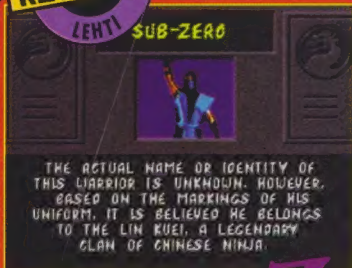 LEHTI
SUB-ZERO
THE ACTUAL NAME OR IDENTITY OF
THIS WARRIOR IS UNKNOWN. HOWEVER,
BASED ON THE MARKINGS OF HIS
UNIFORM, IT IS BELIEVED HE BELONGS
TO THE LIN KUEI, A LEGENDARY
CLAN OF CHINESE NINJA.